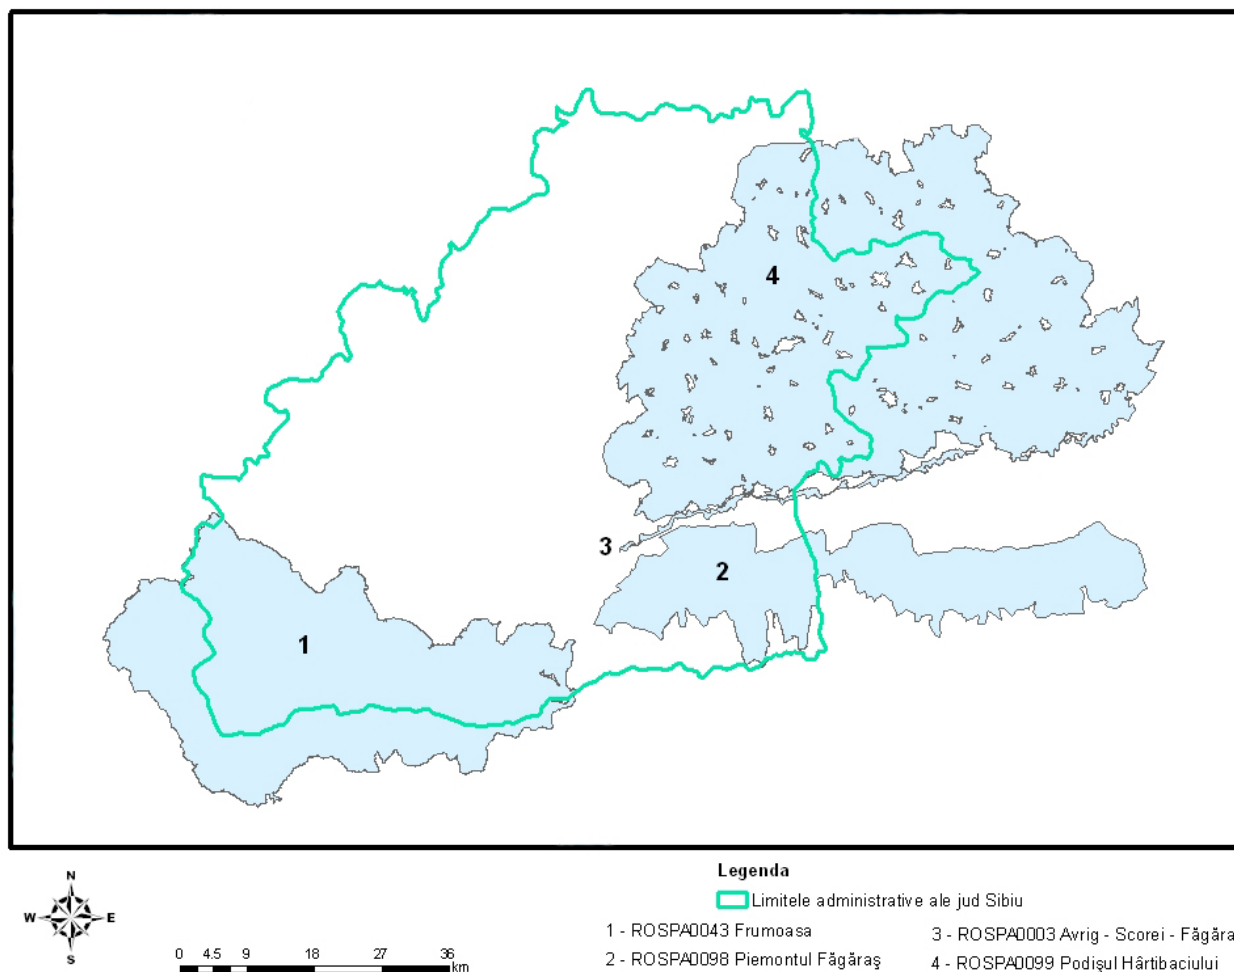 4
3
2
1
Legenda
Limitele administrative ale jud Sibiu
1 - ROSPA0043 Frumoasa
2 - ROSPA0098 Piemontul Făgăraş
3 - ROSPA0003 Avrig - Scorei - Făgăra
4 - ROSPA0099 Podişul Hârtibaciului
N
W E
S
0 4.5 9 18 27 36
km